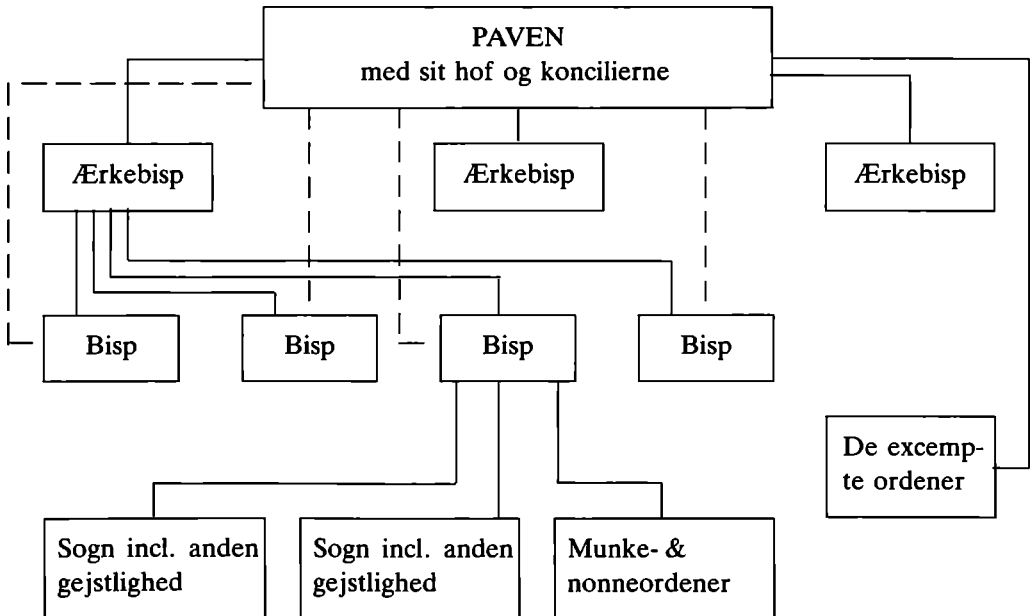 PAVEN
med sit hof og koncilierne
Ærkebisp
Ærkebisp
Ærkebisp
Bisp
Bisp
Bisp
Bisp
De excemp-
te ordener
Sogn incl. anden
gejstlighed
Sogn incl. anden
gejstlighed
Munke- &
nonneordener